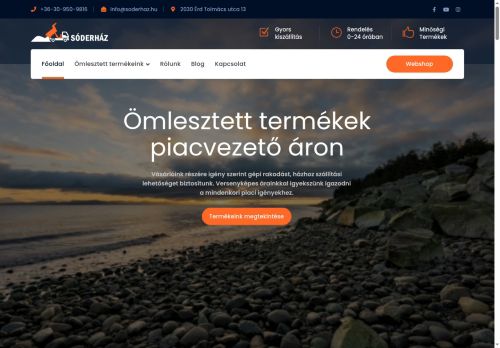 +36-30-950-9816
info@soderhaz.hu
2030 Érd Tolmács utca 13
SÓDERHÁZ
Gyors
kiszállítás
Rendelés
0-24 órában
Minőségi
Termékek
Főoldal
Ömlesztett termékeink
Rólunk
Blog
Kapcsolat
Webshop
Ömlesztett termékek
piacvezető áron
Vásárlóink részére igény szerint gépi rakodást, házhoz szállítási
lehetőséget biztosítunk. Versenyképes árainkkal igyekszünk igazodni
a mindenkori piaci igényekhez.
Termékeink megtekintése